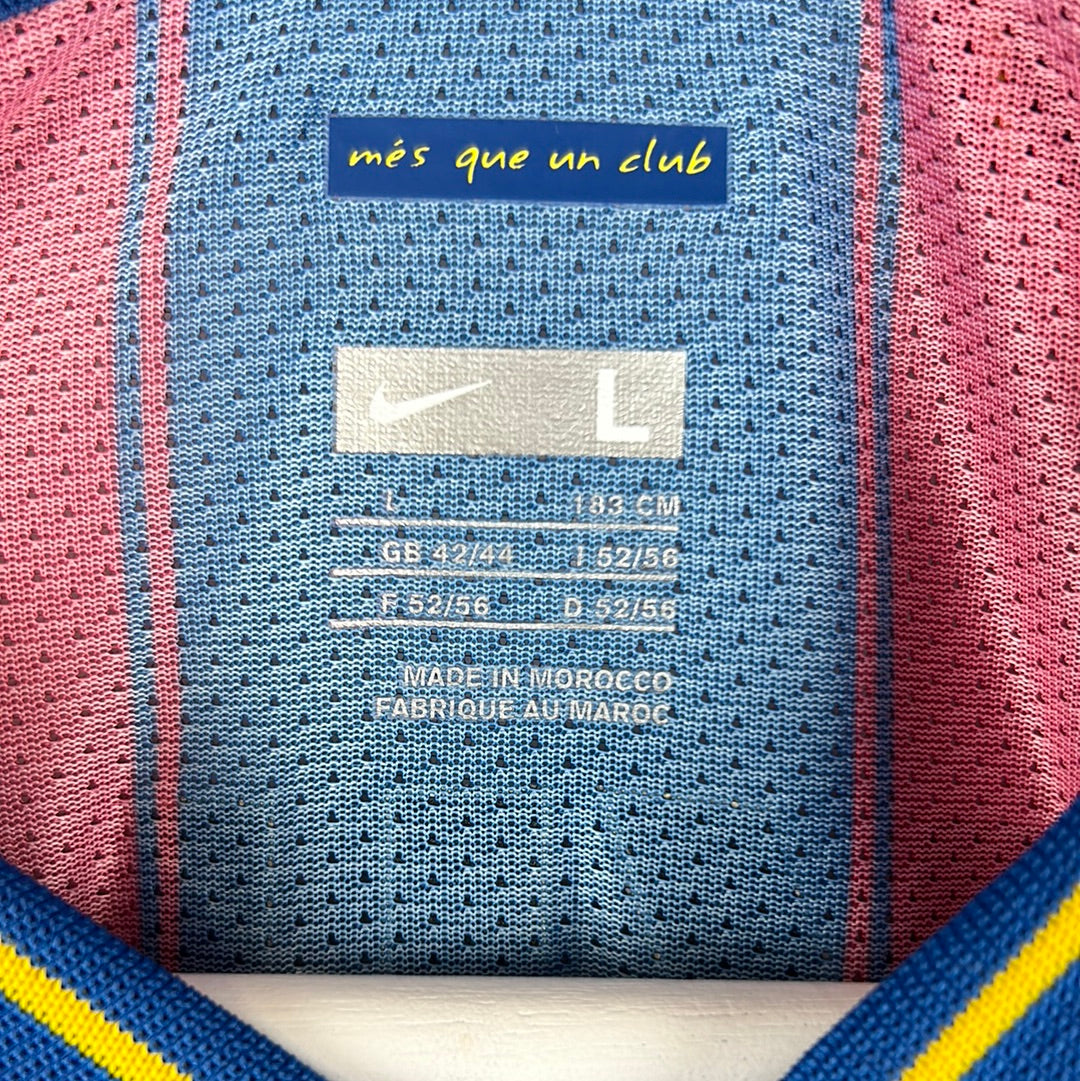 més que un club
L
L 183 CM
GB 42/44 J 52/56
F 52/56 D 52/56
MADE IN MOROCCO
FABRIQUE AU MAROC